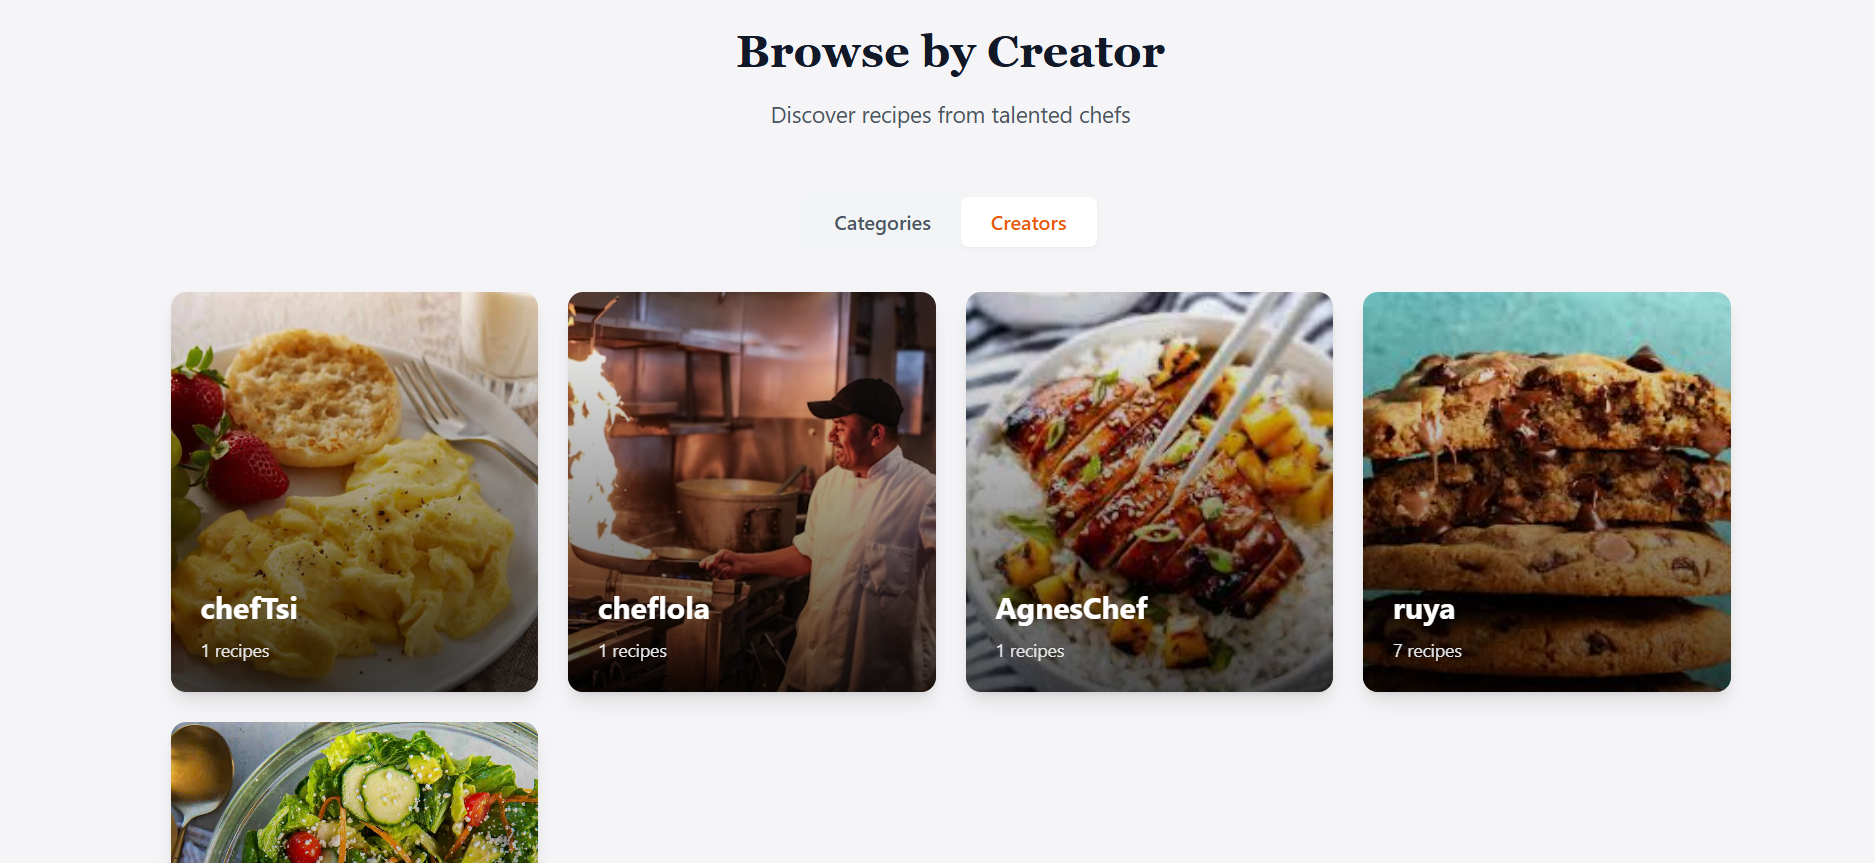 Browse by Creator
Discover recipes from talented chefs
Categories
Creators
chefTsi
1 recipes
cheflola
1 recipes
AgnesChef
1 recipes
ruya
7 recipes